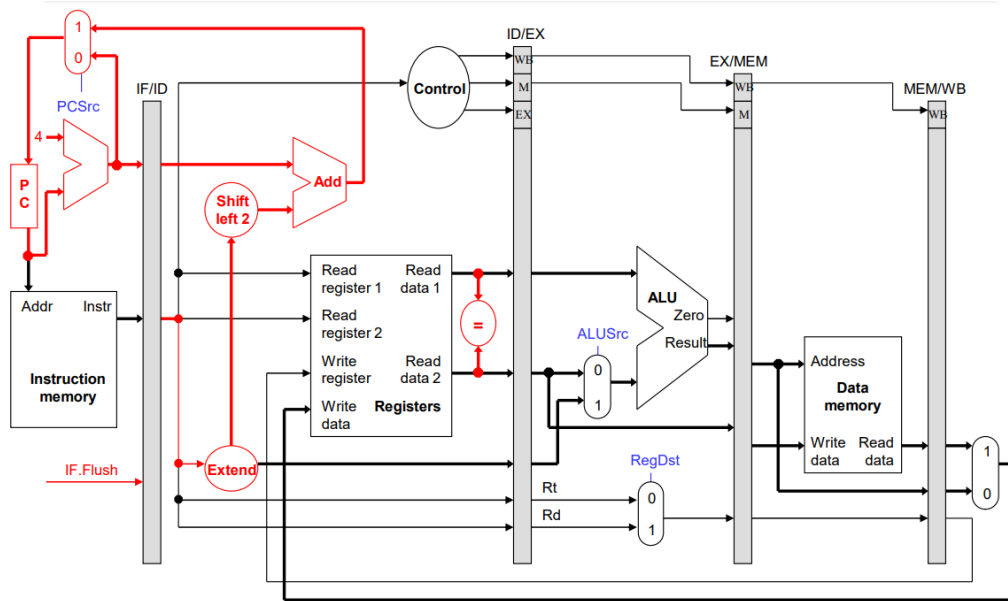 1
0
PCSrc
4
P
C
IF/ID
Control
ID/EX
WB
M
EX
EX/MEM
WB
M
MEM/WB
WB
Add
Shift
left 2
Addr
Instr
Instruction
memory
IF.Flush
Read
register 1
Read
data 1
Read
register 2
Write
register
Read
data 2
Write
data
Registers
=
Extend
ALU
Zero
Result
ALUSrc
0
1
RegDst
0
1
Rt
Rd
Address
Data
memory
Write
data
Read
data
1
0